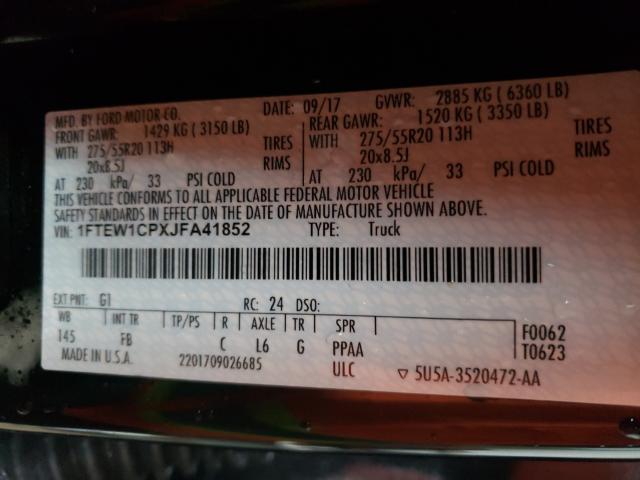 MFD. BY FORD MOTOR CO. DATE: 09/17 GVWR: 2885 KG ( 6360 LB)
FRONT GAWR: 1429 KG ( 3150 LB) REAR GAWR: 1520 KG ( 3350 LB)
WITH 275/55R20 113H TIRES WITH 275/55R20 113H TIRES
20x8.5J RIMS 20x8.5J RIMS
AT 230 kPa/ 33 PSI COLD AT 230 kPa/ 33 PSI COLD
THIS VEHICLE CONFORMS TO ALL APPLICABLE FEDERAL MOTOR VEHICLE
SAFETY STANDARDS IN EFFECT ON THE DATE OF MANUFACTURE SHOWN ABOVE.
VIN: 1FTEW1CPXJFA41852 TYPE: Truck
EXT PNT: G1 RC: 24 DSO:
WB INT TR TP/PS R AXLE TR SPR F0062
145 FB C L6 G PPAA T0623
MADE IN U.S.A. 2201709026685 ULC ▽ 5U5A-3520472-AA